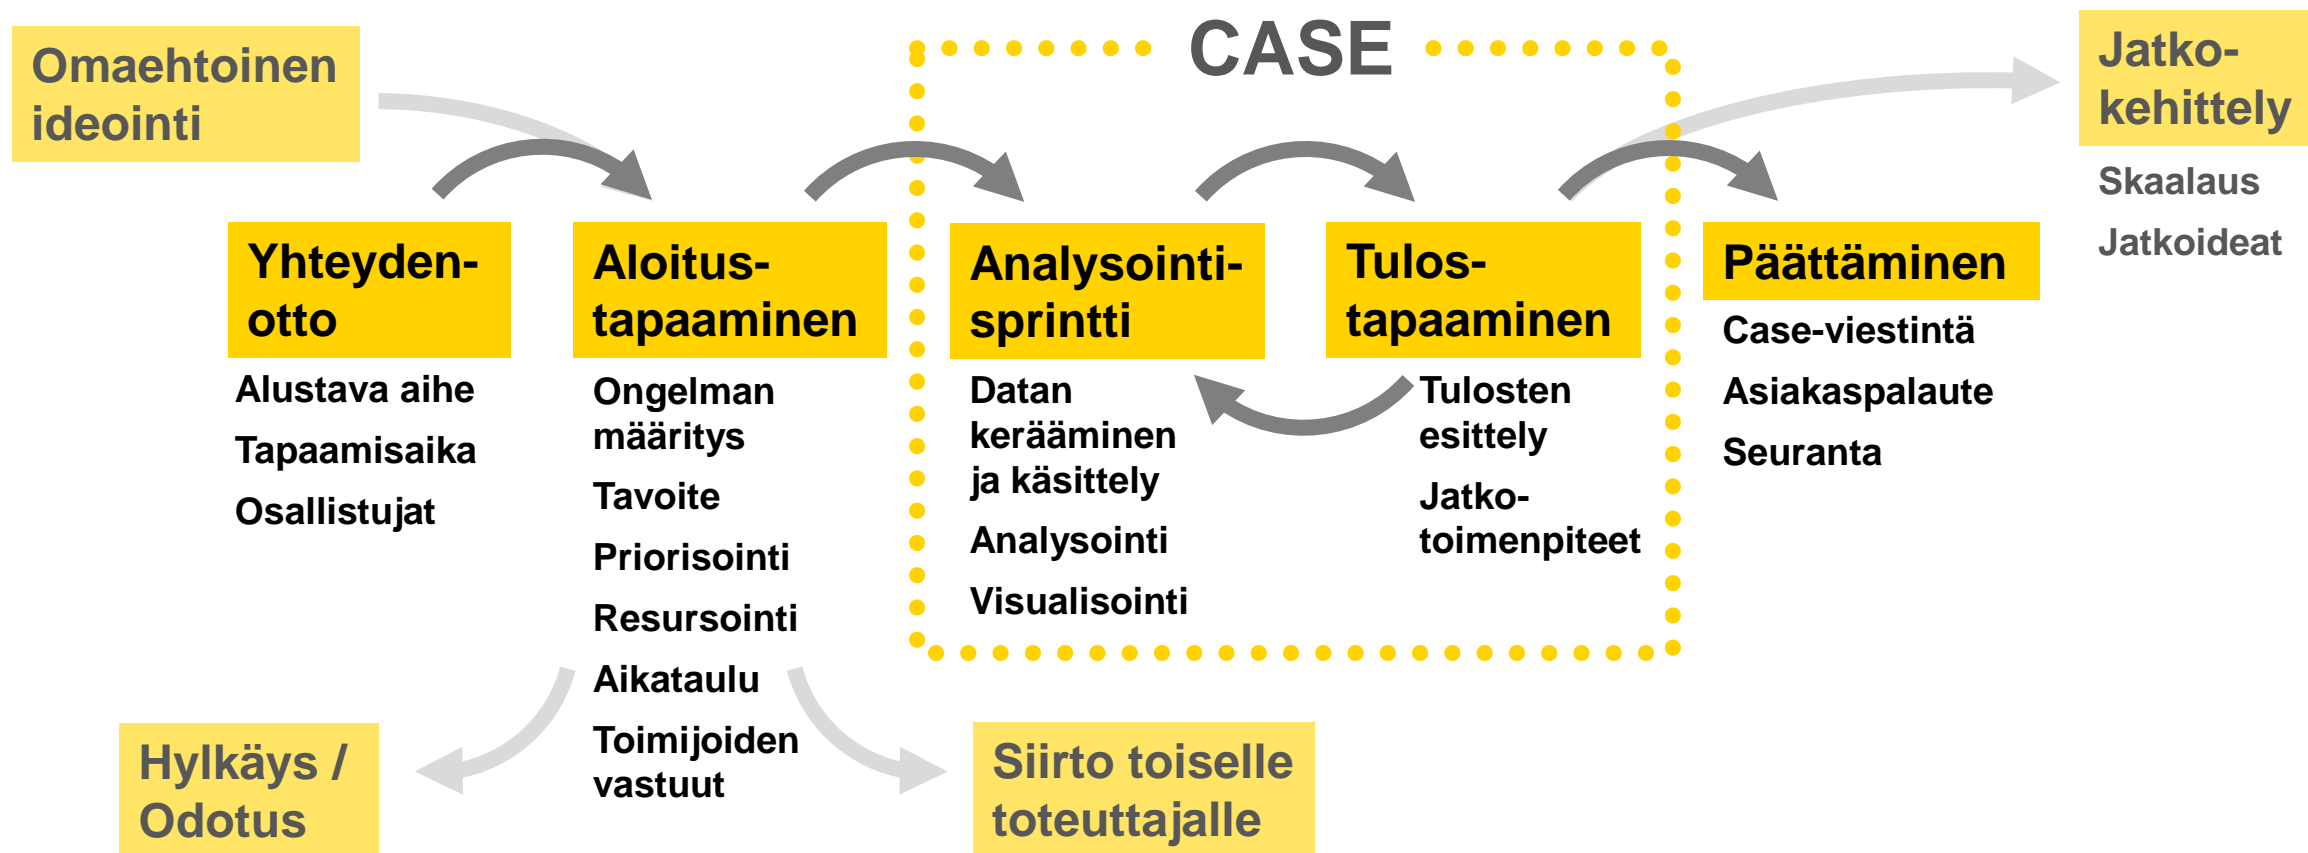 CASE
Omaehtoinen
ideointi
Jatko-
kehittely
Skaalaus
Jatkoideat
Yhteyden-
otto
Alustava aihe
Tapaamisaika
Osallistujat
Aloitus-
tapaaminen
Ongelman
määritys
Tavoite
Priorisointi
Resursointi
Aikataulu
Toimijoiden
vastuut
Analysointi-
sprintti
Datan
kerääminen
ja käsittely
Analysointi
Visualisointi
Tulos-
tapaaminen
Tulosten
esittely
Jatko-
toimenpiteet
Päättäminen
Case-viestintä
Asiakaspalaute
Seuranta
Hylkäys /
Odotus
Siirto toiselle
toteuttajalle